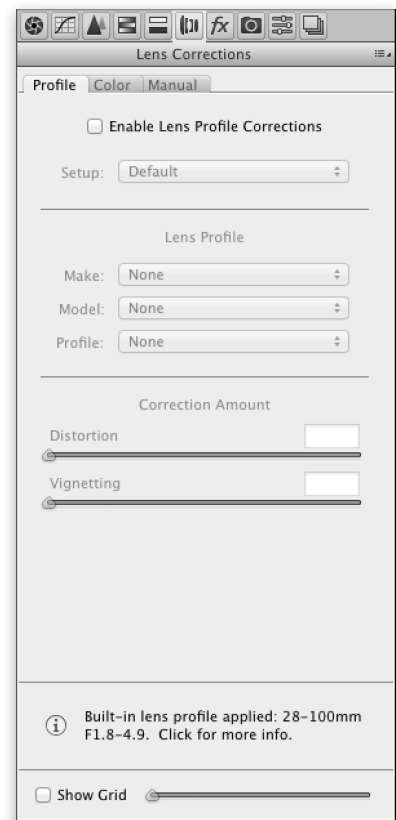 fx
Lens Corrections
Profile Color Manual
Enable Lens Profile Corrections
Setup: Default
Lens Profile
Make: None
Model: None
Profile: None
Correction Amount
Distortion
Vignetting
Built-in lens profile applied: 28–100mm
F1.8–4.9. Click for more info.
Show Grid